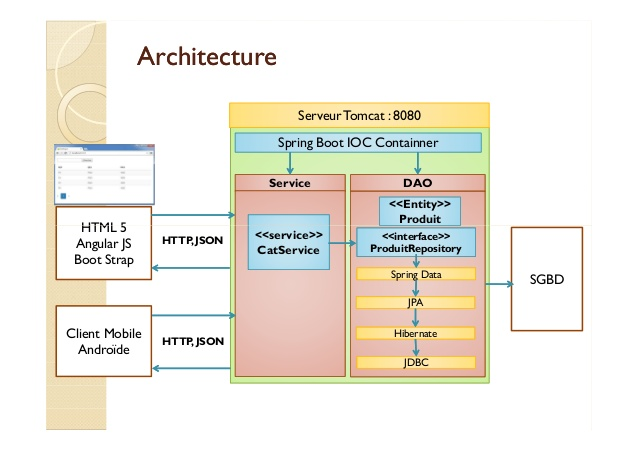 Architecture
Serveur Tomcat : 8080
Spring Boot IOC Containner
Service
DAO
<<Entity>>
Produit
<<service>>
CatService
<<interface>>
ProduitRepository
Spring Data
JPA
Hibernate
JDBC
HTML 5
Angular JS
Boot Strap
HTTP, JSON
Client Mobile
Androïde
HTTP, JSON
SGBD